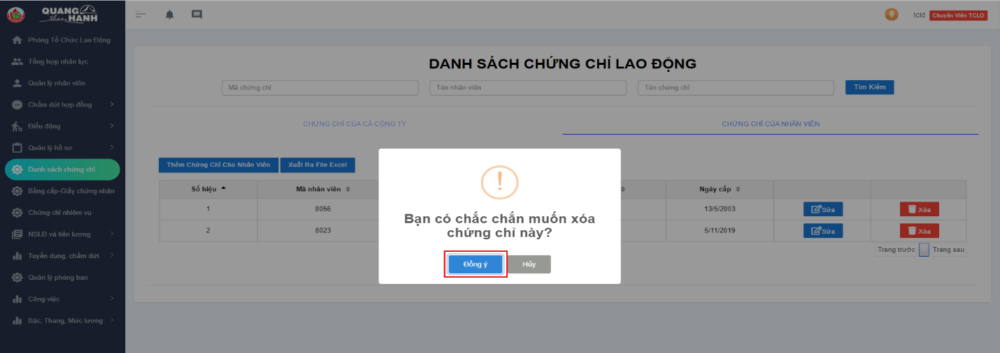 QUANG
than HANH
tcld Chuyên Viên TCLD
Phòng Tổ Chức Lao Động
Tổng hợp nhân lực
Quản lý nhân viên
Chấm dứt hợp đồng
Điều động
Quản lý hồ sơ
Danh sách chứng chỉ
Bằng cấp-Giấy chứng nhận
Chứng chỉ nhiệm vu
NSLĐ và tiền lương
Tuyển dụng, chấm dứt
Quản lý phòng ban
Công việc
Bậc, Thang, Mức lương
DANH SÁCH CHỨNG CHỈ LAO ĐỘNG
Mã chứng chỉ Tên nhân viên Tên chứng chỉ Tìm Kiếm
CHỨNG CHỈ CỦA CẢ CÔNG TY CHỨNG CHỈ CỦA NHÂN VIÊN
Thêm Chứng Chỉ Cho Nhân Viên Xuất Ra File Excel
Số hiệu Mã nhân viên Ngày cấp
1 8056 13/5/2003 Sửa Xóa
2 8023 5/11/2019 Sửa Xóa
Trang trước Trang sau
!
Bạn có chắc chắn muốn xóa
chứng chỉ này?
Đồng ý Hủy